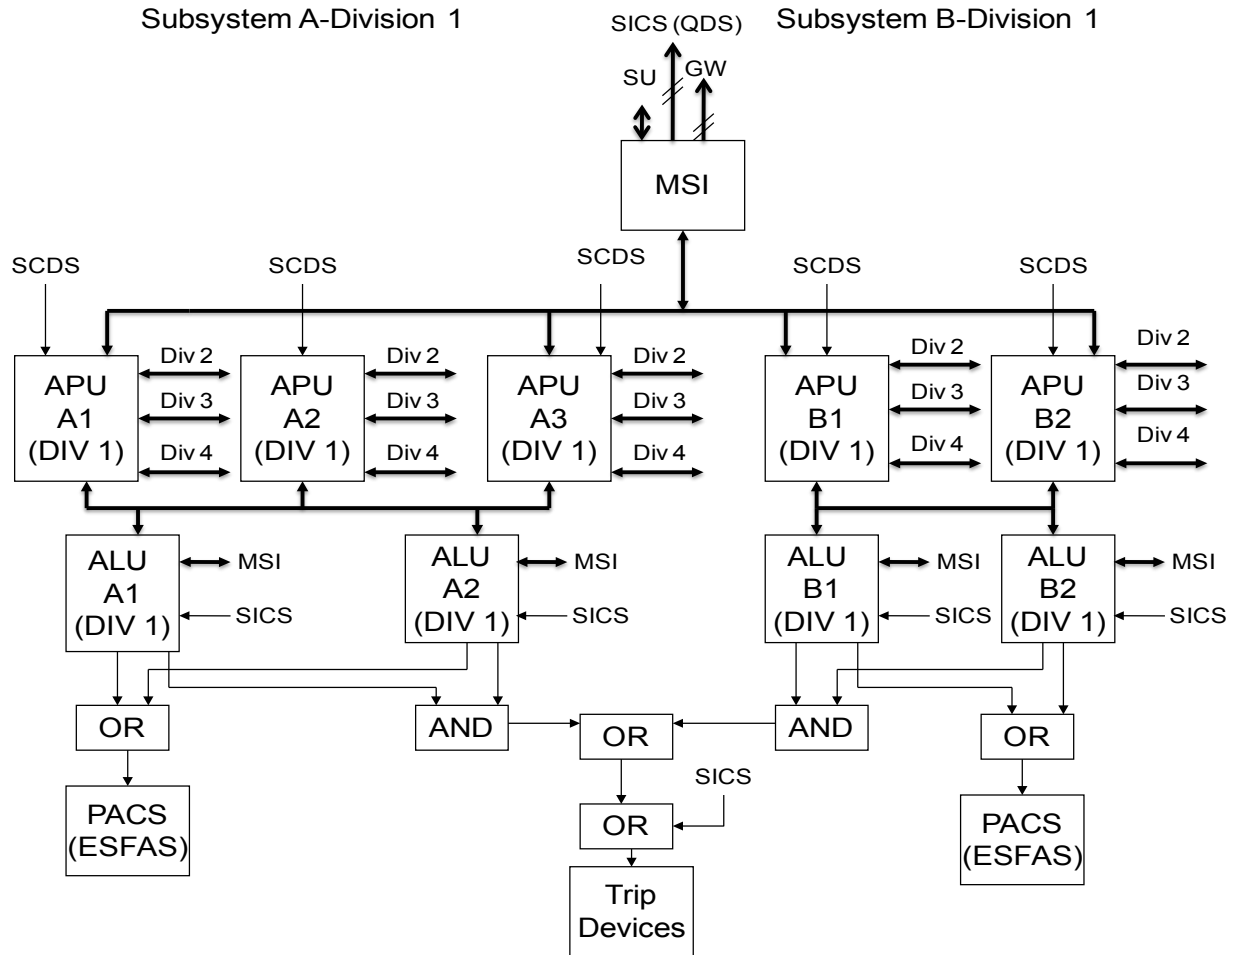 Subsystem A-Division 1
SICS (QDS)
Subsystem B-Division 1
SU
GW
MSI
SCDS
SCDS
SCDS
SCDS
SCDS
APU
A1
(DIV 1)
Div 2
Div 3
Div 4
APU
A2
(DIV 1)
Div 2
Div 3
Div 4
APU
A3
(DIV 1)
Div 2
Div 3
Div 4
APU
B1
(DIV 1)
Div 2
Div 3
Div 4
APU
B2
(DIV 1)
Div 2
Div 3
Div 4
ALU
A1
(DIV 1)
MSI
SICS
ALU
A2
(DIV 1)
MSI
SICS
ALU
B1
(DIV 1)
MSI
SICS
ALU
B2
(DIV 1)
MSI
SICS
OR
AND
OR
AND
OR
SICS
OR
PACS
(ESFAS)
PACS
(ESFAS)
Trip
Devices